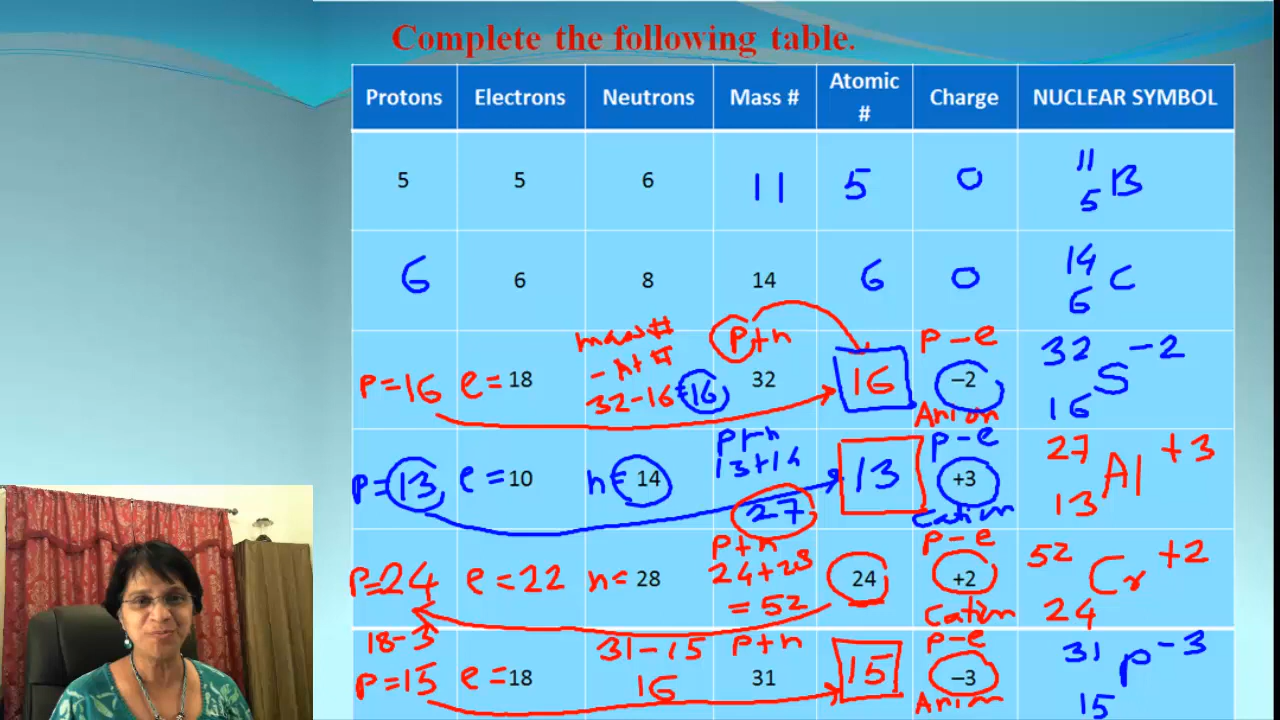 Complete the following table.
Protons Electrons Neutrons Mass # Atomic # Charge NUCLEAR SYMBOL
5 5 6 11 5 0 11 5 B
6 6 8 14 6 0 14 6 C
mass # P+n P-e
- At #
P=16 e=18 32-16=16 32 16 -2 32 16 S -2
Anion
P+n P-e
13+14
P=13 e=10 n=14 27 13 +3 27 13 Al +3
Cation
P+n P-e
24+28
P=24 e=22 n=28 =52 24 +2 52 24 Cr +2
Cation
18-3 31-15 P+n P-e
P=15 e=18 16 31 15 -3 31 15 P -3
Anion